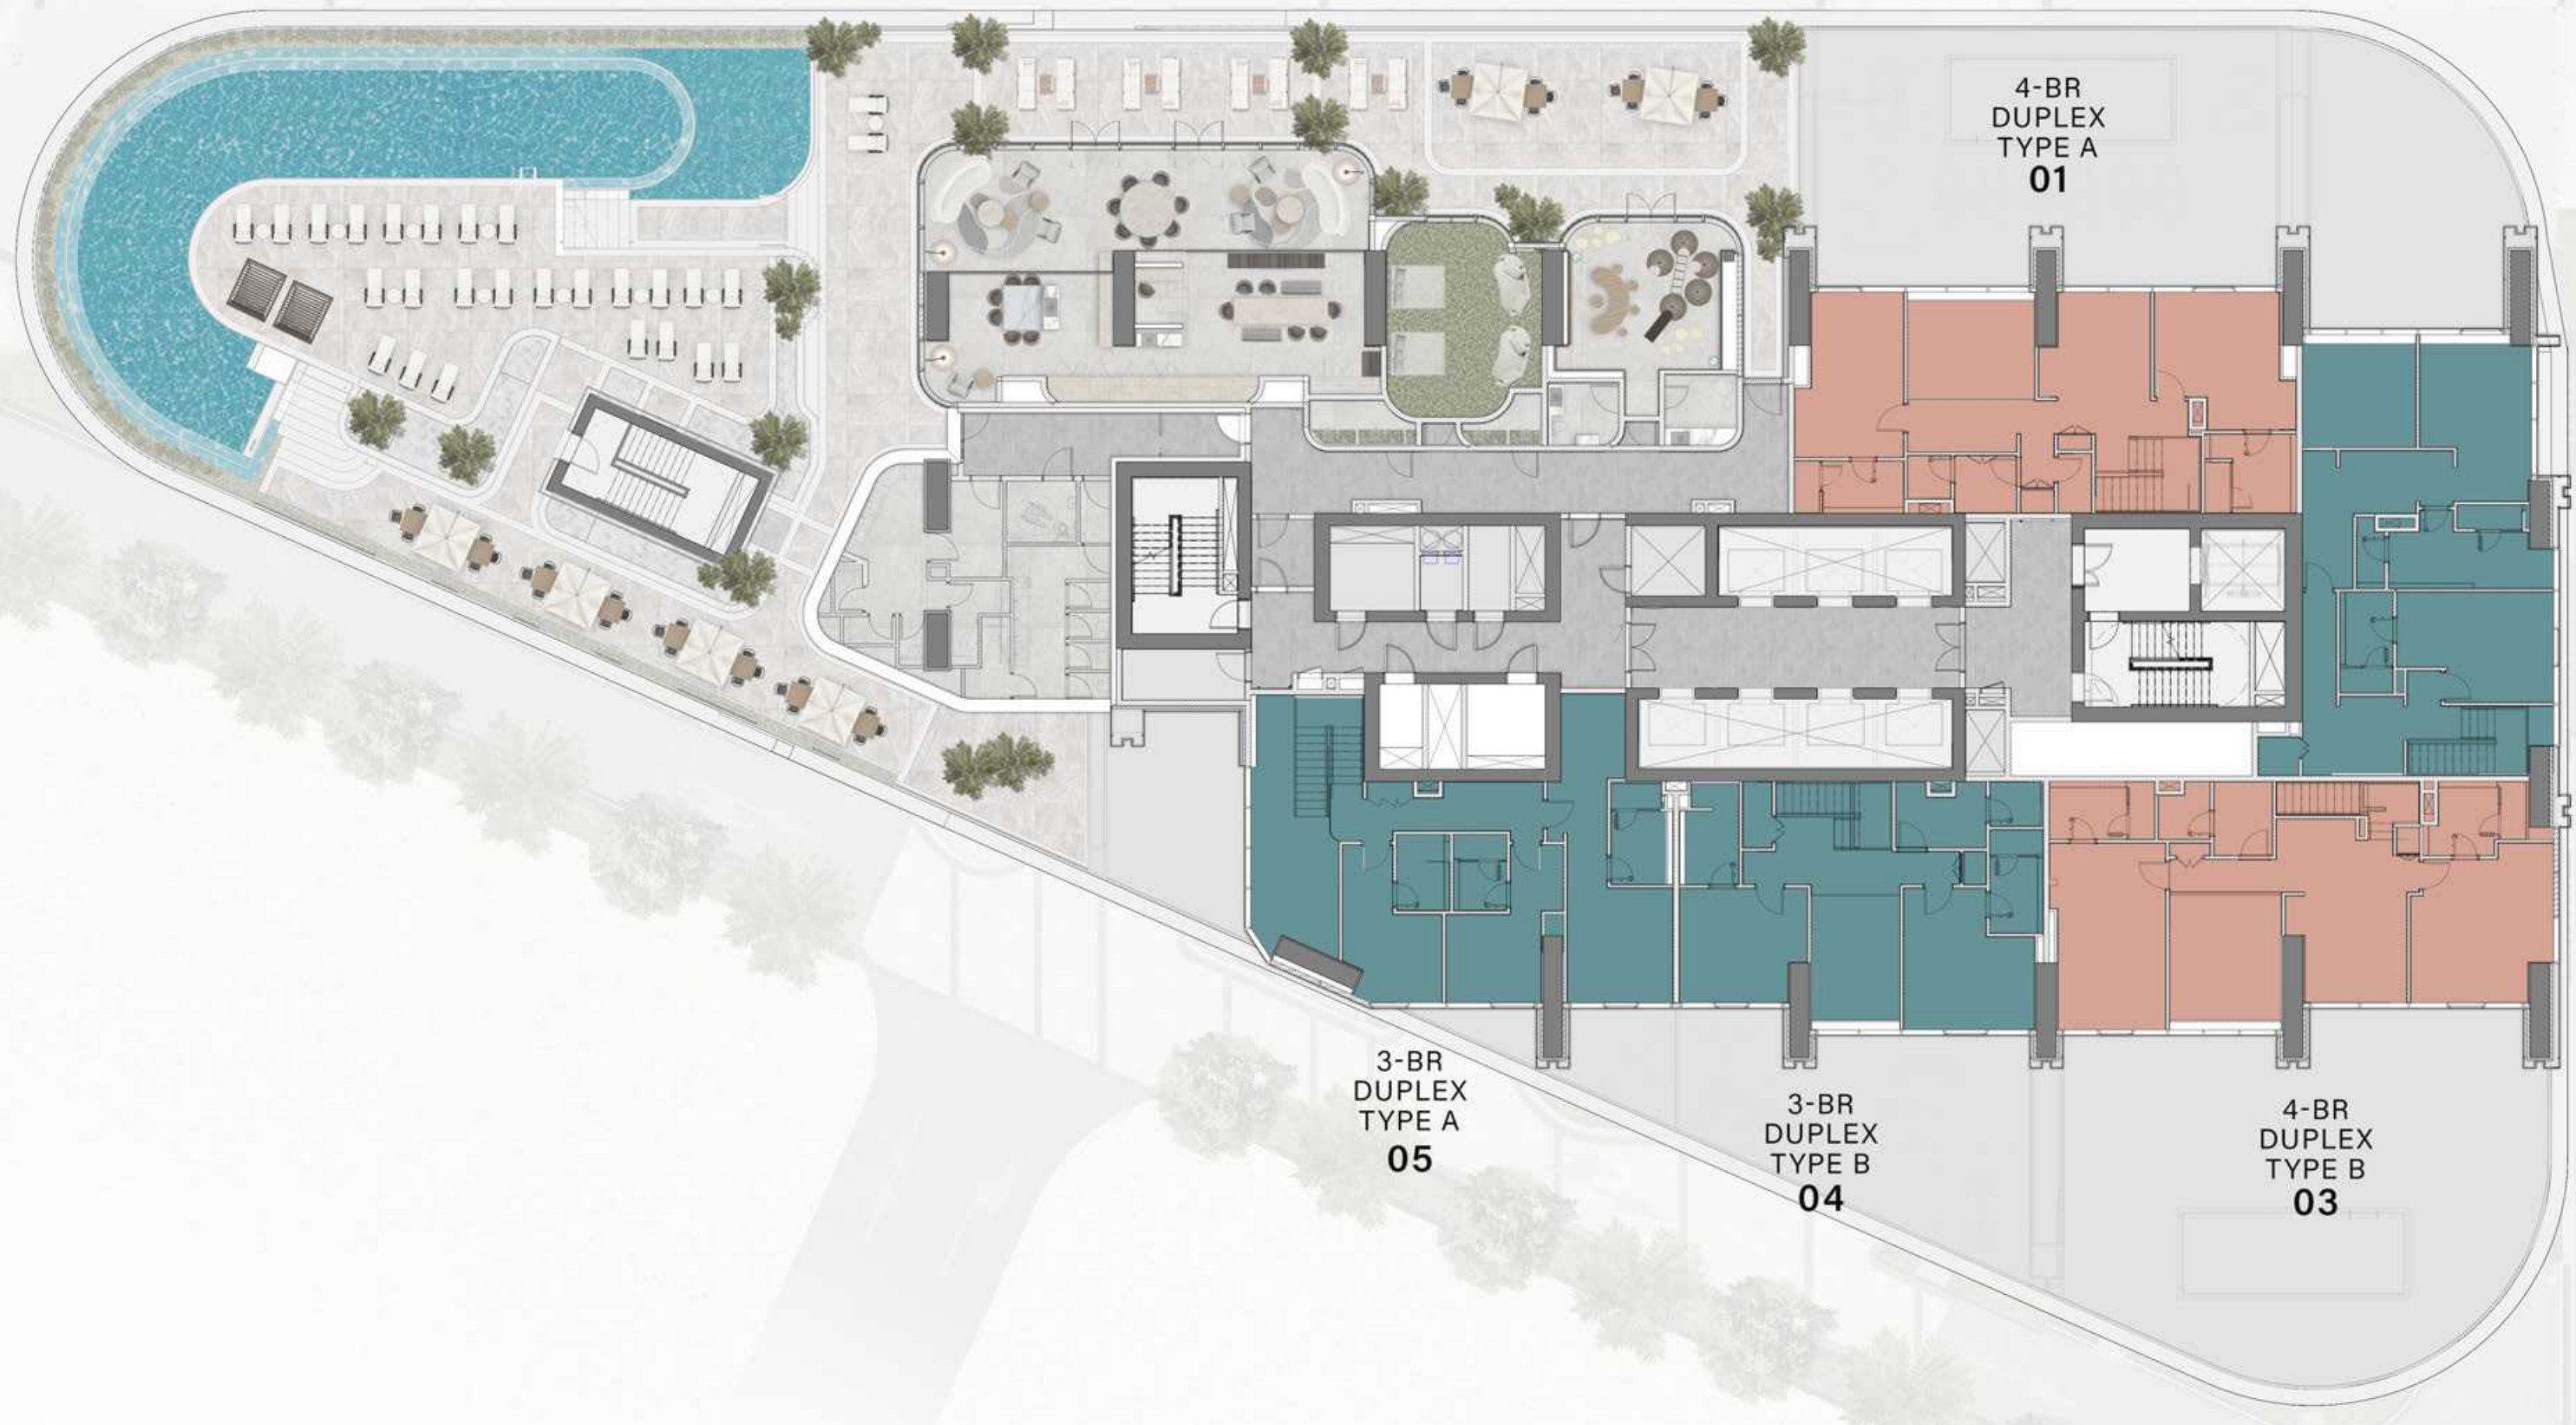 4-BR
DUPLEX
TYPE A
01
3-BR
DUPLEX
TYPE A
05
3-BR
DUPLEX
TYPE B
04
4-BR
DUPLEX
TYPE B
03